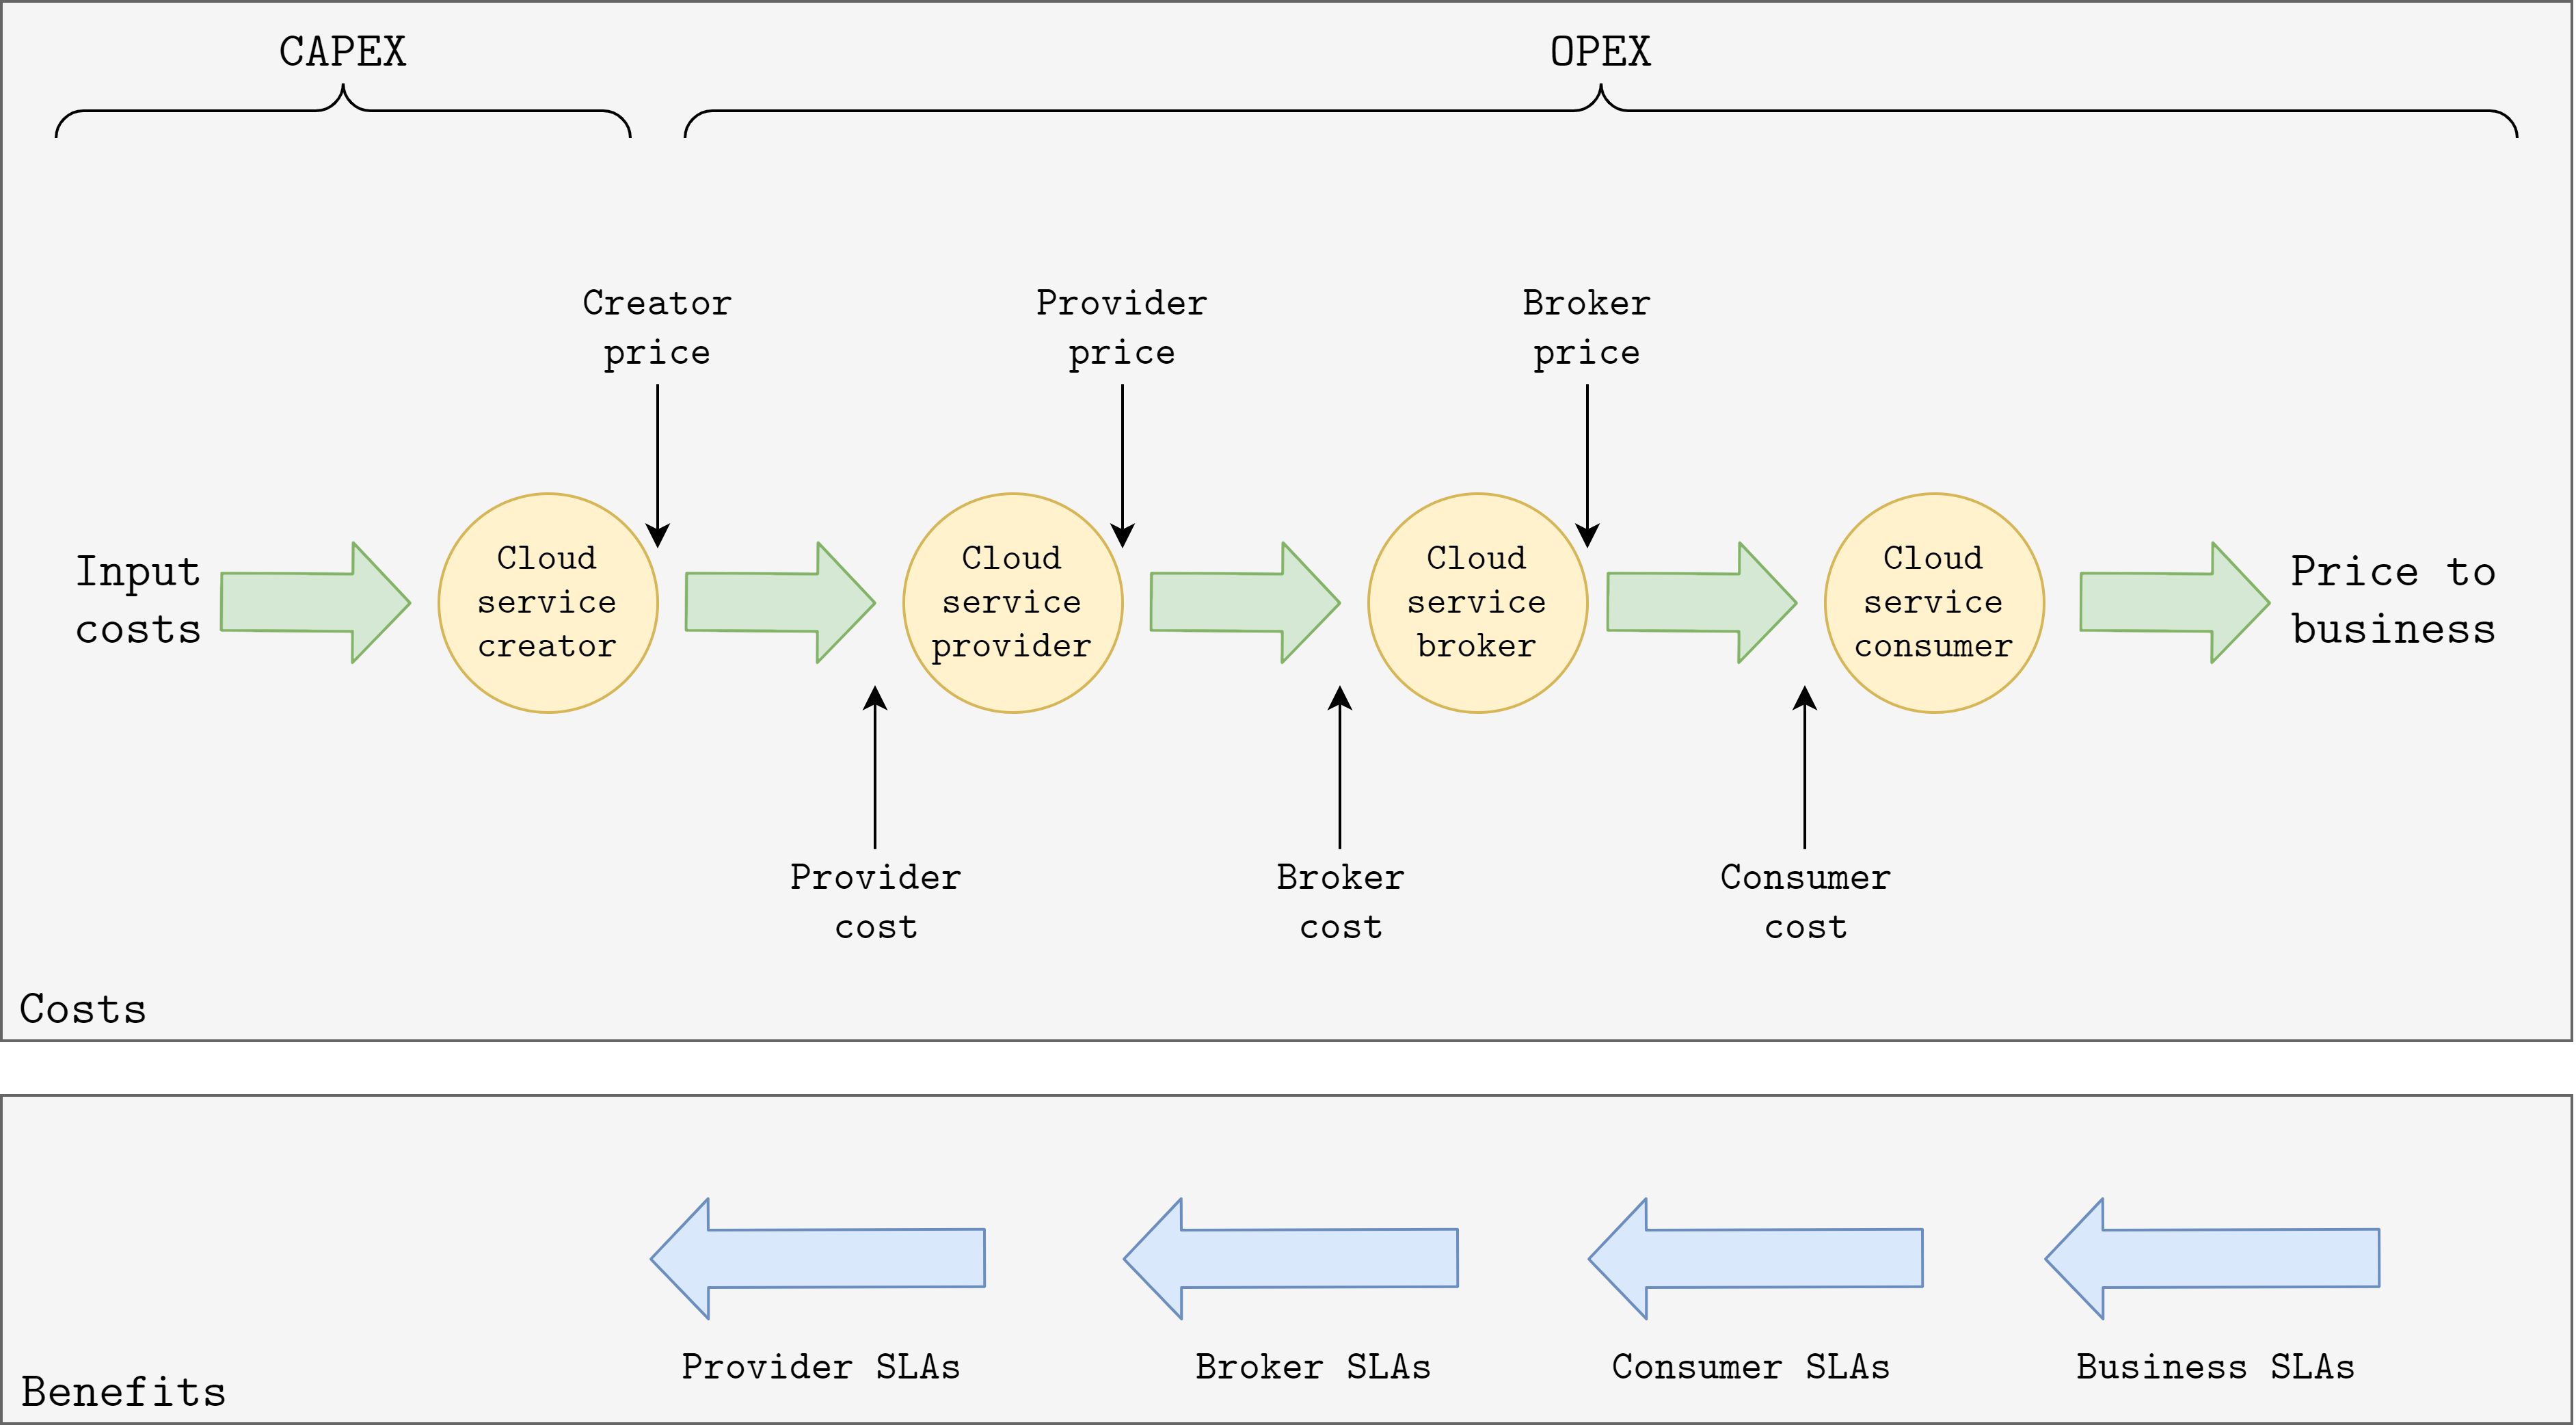 CAPEX
OPEX
Creator
price
Provider
price
Broker
price
Input
costs
Cloud
service
creator
Cloud
service
provider
Cloud
service
broker
Cloud
service
consumer
Price to
business
Provider
cost
Broker
cost
Consumer
cost
Costs
Provider SLAs
Broker SLAs
Consumer SLAs
Business SLAs
Benefits